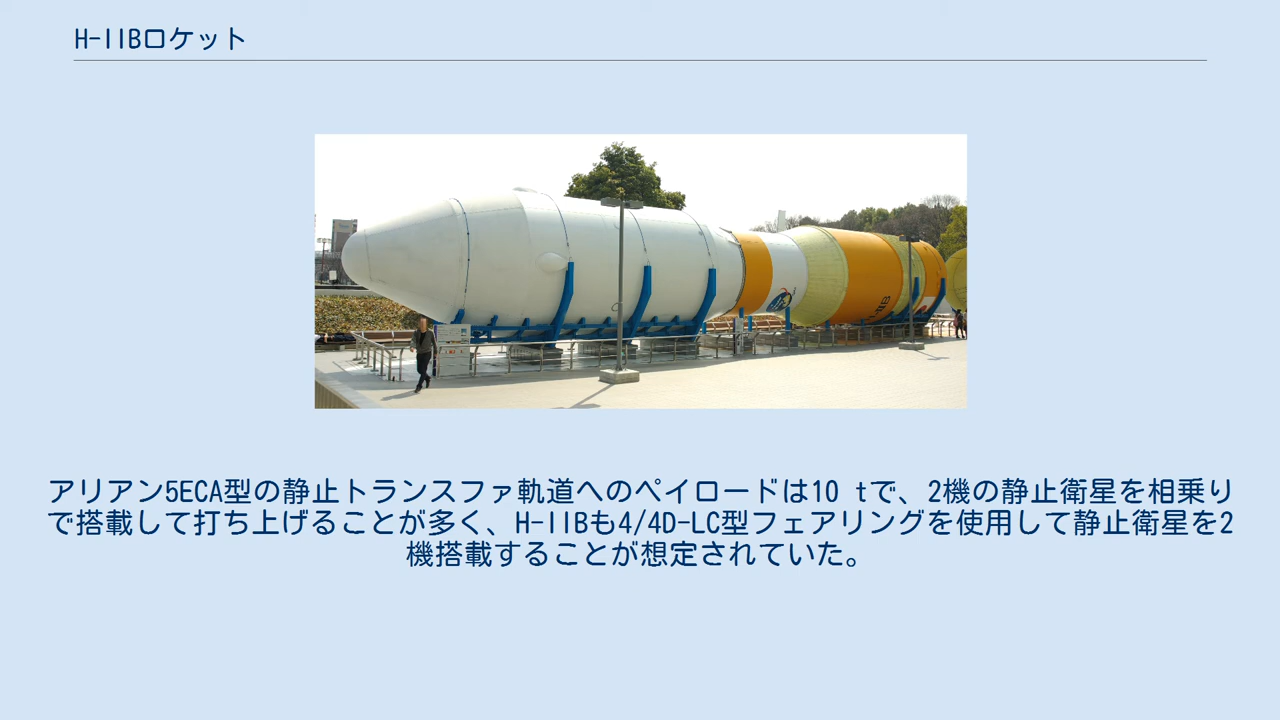 H-IIBロケット
アリアン5ECA型の静止トランスファ軌道へのペイロードは10 tで、2機の静止衛星を相乗り
で搭載して打ち上げることが多く、H-IIBも4/4D-LC型フェアリングを使用して静止衛星を2
機搭載することが想定されていた。